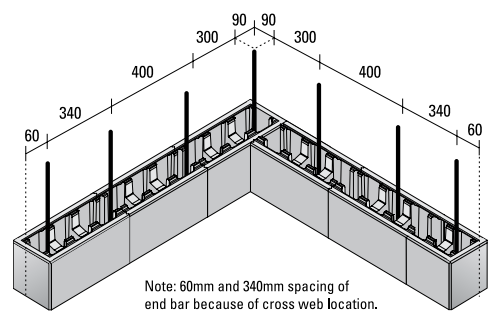 90 90
300 300
400 400
340 340
60 60
Note: 60mm and 340mm spacing of
end bar because of cross web location.